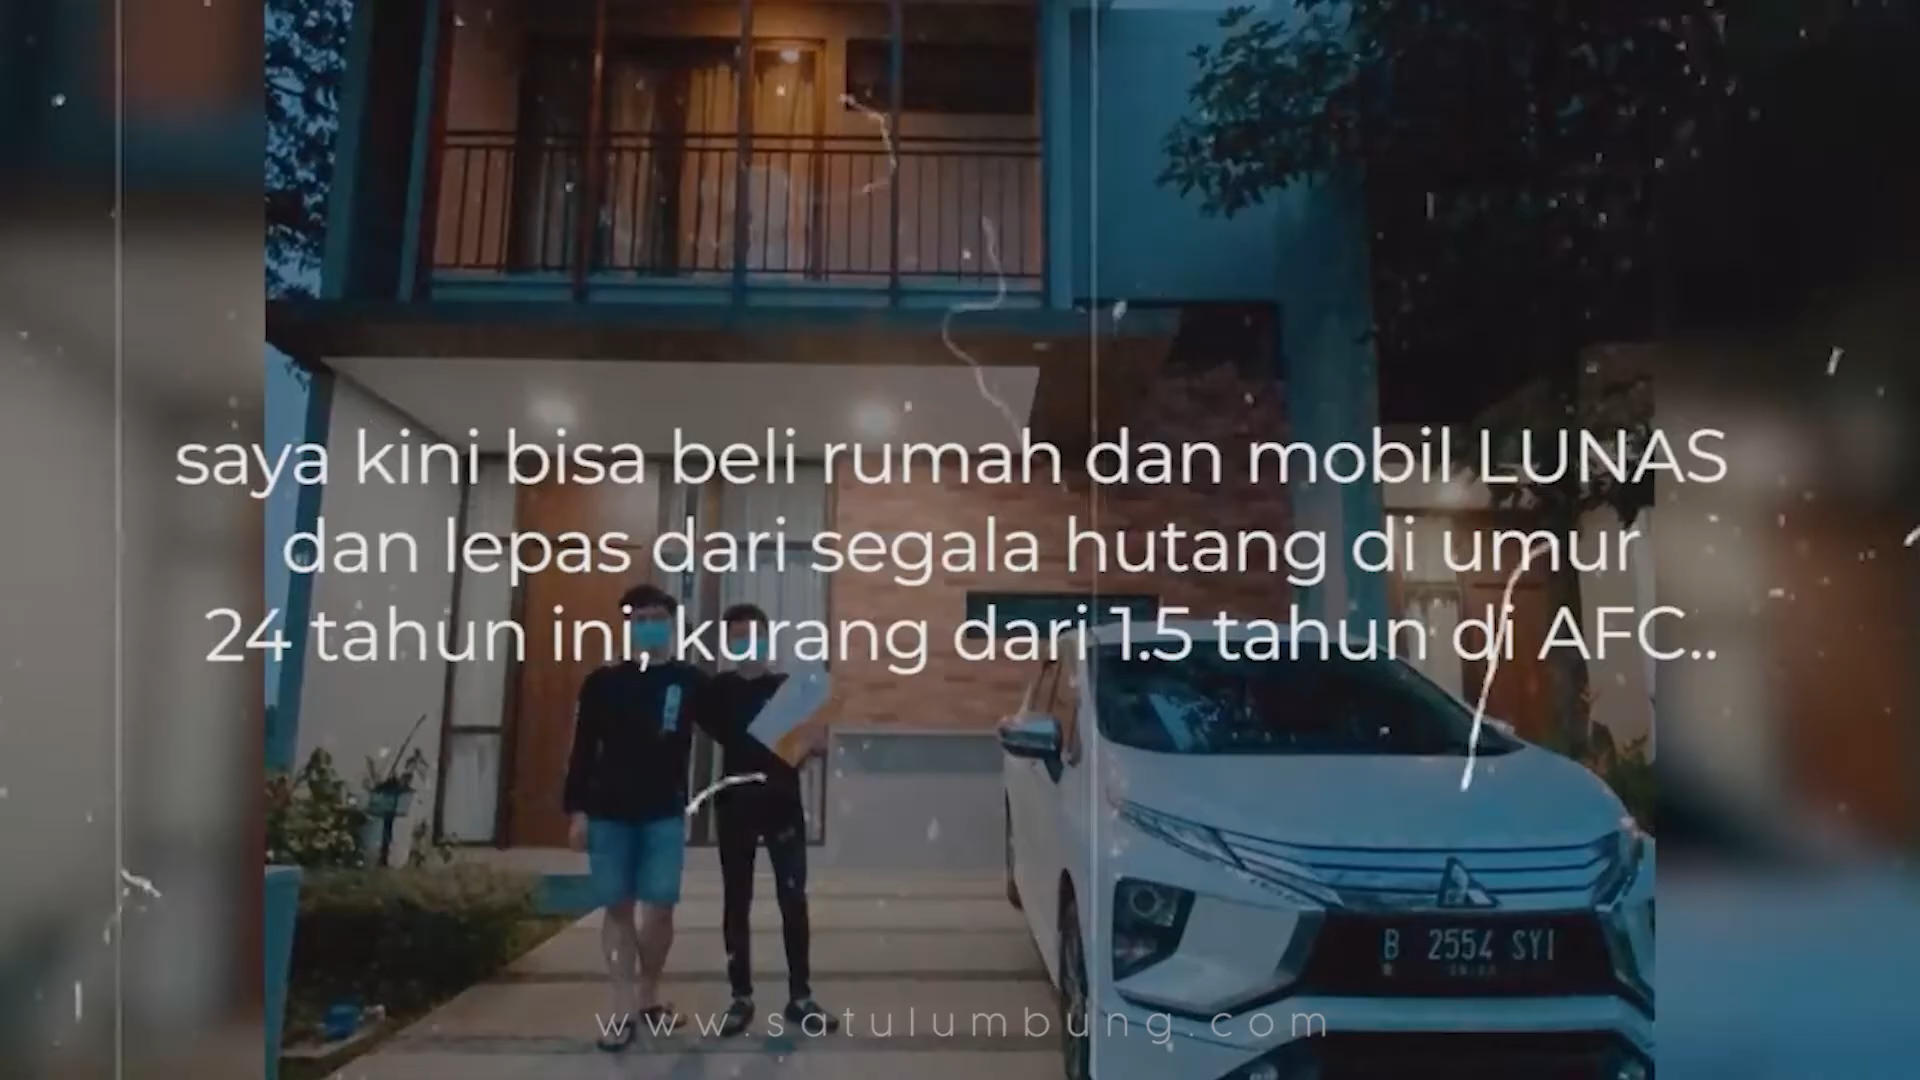 saya kini bisa beli rumah dan mobil LUNAS
dan lepas dari segala hutang di umur
24 tahun ini, kurang dari 1.5 tahun di AFC..
B 2554 SYI
www.satulumbung.com